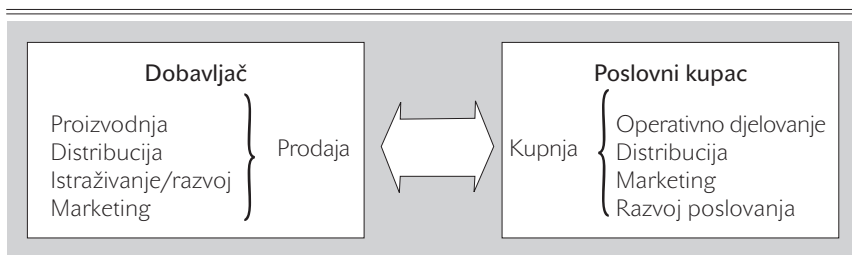 Dobavljač
Proizvodnja
Distribucija
Istraživanje/razvoj
Marketing
Prodaja
Poslovni kupac
Kupnja
Operativno djelovanje
Distribucija
Marketing
Razvoj poslovanja